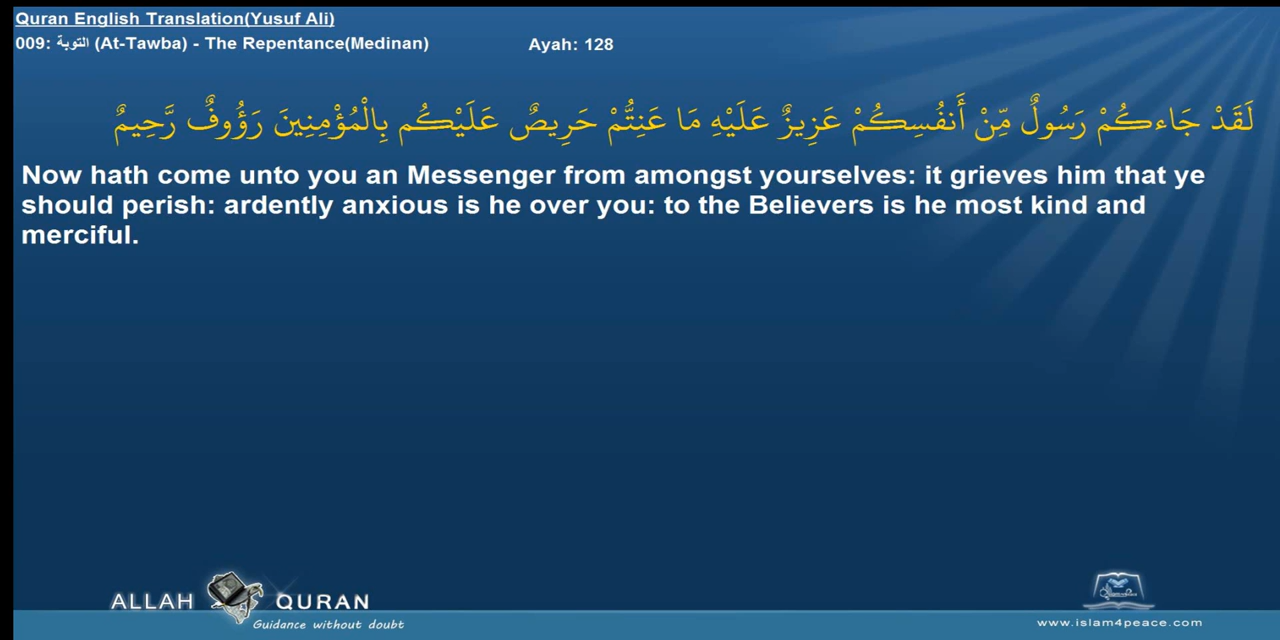 Quran English Translation(Yusuf Ali)
009: التوبة (At-Tawba) - The Repentance(Medinan) Ayah: 128
لَقَدْ جَاءكُمْ رَسُولٌ مِّنْ أَنفُسِكُمْ عَزِيزٌ عَلَيْهِ مَا عَنِتُّمْ حَرِيصٌ عَلَيْكُم بِالْمُؤْمِنِينَ رَؤُوفٌ رَّحِيمٌ
Now hath come unto you an Messenger from amongst yourselves: it grieves him that ye
should perish: ardently anxious is he over you: to the Believers is he most kind and
merciful.
ALLAH QURAN
Guidance without doubt
www.islam4peace.com